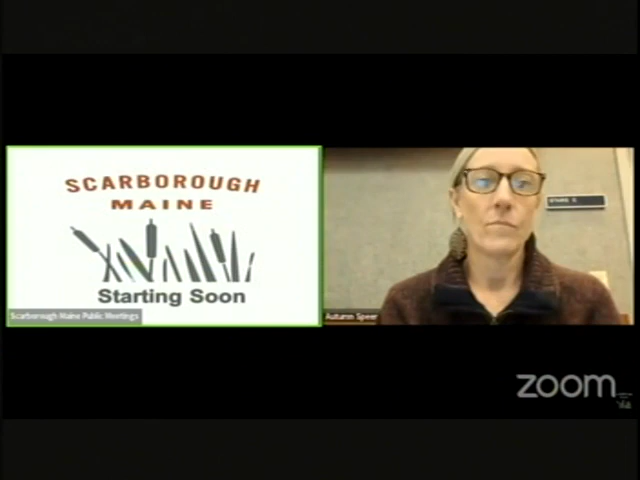 SCARBOROUGH
MAINE
Starting Soon
Scarborough Maine Public Meetings
Autumn Speer
zoom